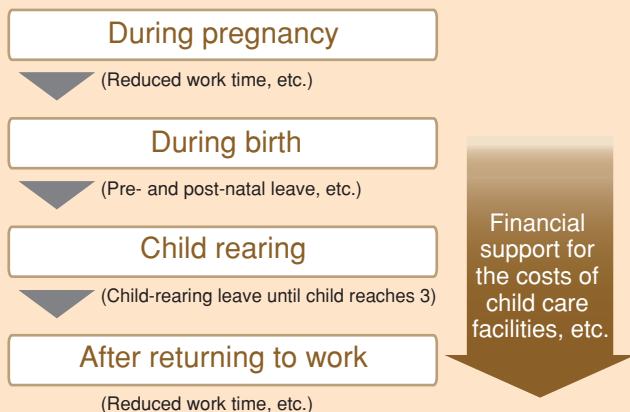 During pregnancy
(Reduced work time, etc.)
During birth
(Pre- and post-natal leave, etc.)
Child rearing
(Child-rearing leave until child reaches 3)
After returning to work
(Reduced work time, etc.)
Financial
support for
the costs of
child care
facilities, etc.